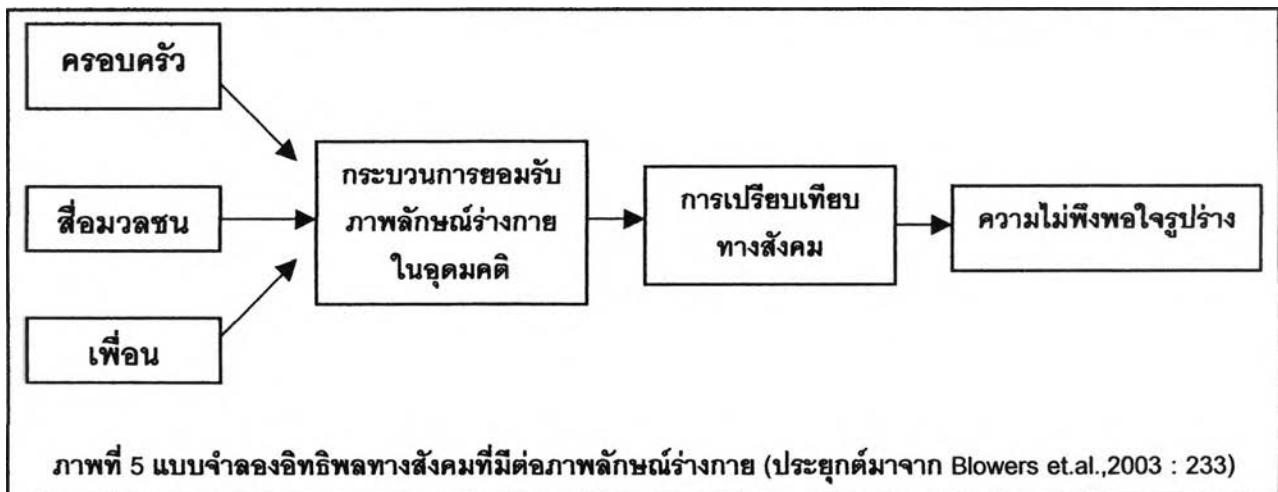 ครอบครัว
สื่อมวลชน
เพื่อน
กระบวนการยอมรับ
ภาพลักษณ์ร่างกาย
ในอุดมคติ
การเปรียบเทียบ
ทางสังคม
ความไม่พึงพอใจรูปร่าง
ภาพที่ 5 แบบจำลองอิทธิพลทางสังคมที่มีต่อภาพลักษณ์ร่างกาย (ประยุกต์มาจาก Blowers et.al.,2003 : 233)